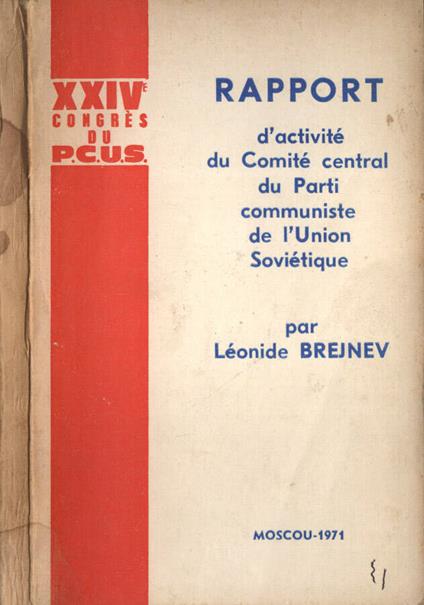 XXIVE
CONGRÈS
DU
P.C.U.S.
RAPPORT
d'activité
du Comité central
du Parti
communiste
de l'Union
Soviétique
par
Léonide BREJNEV
MOSCOU-1971